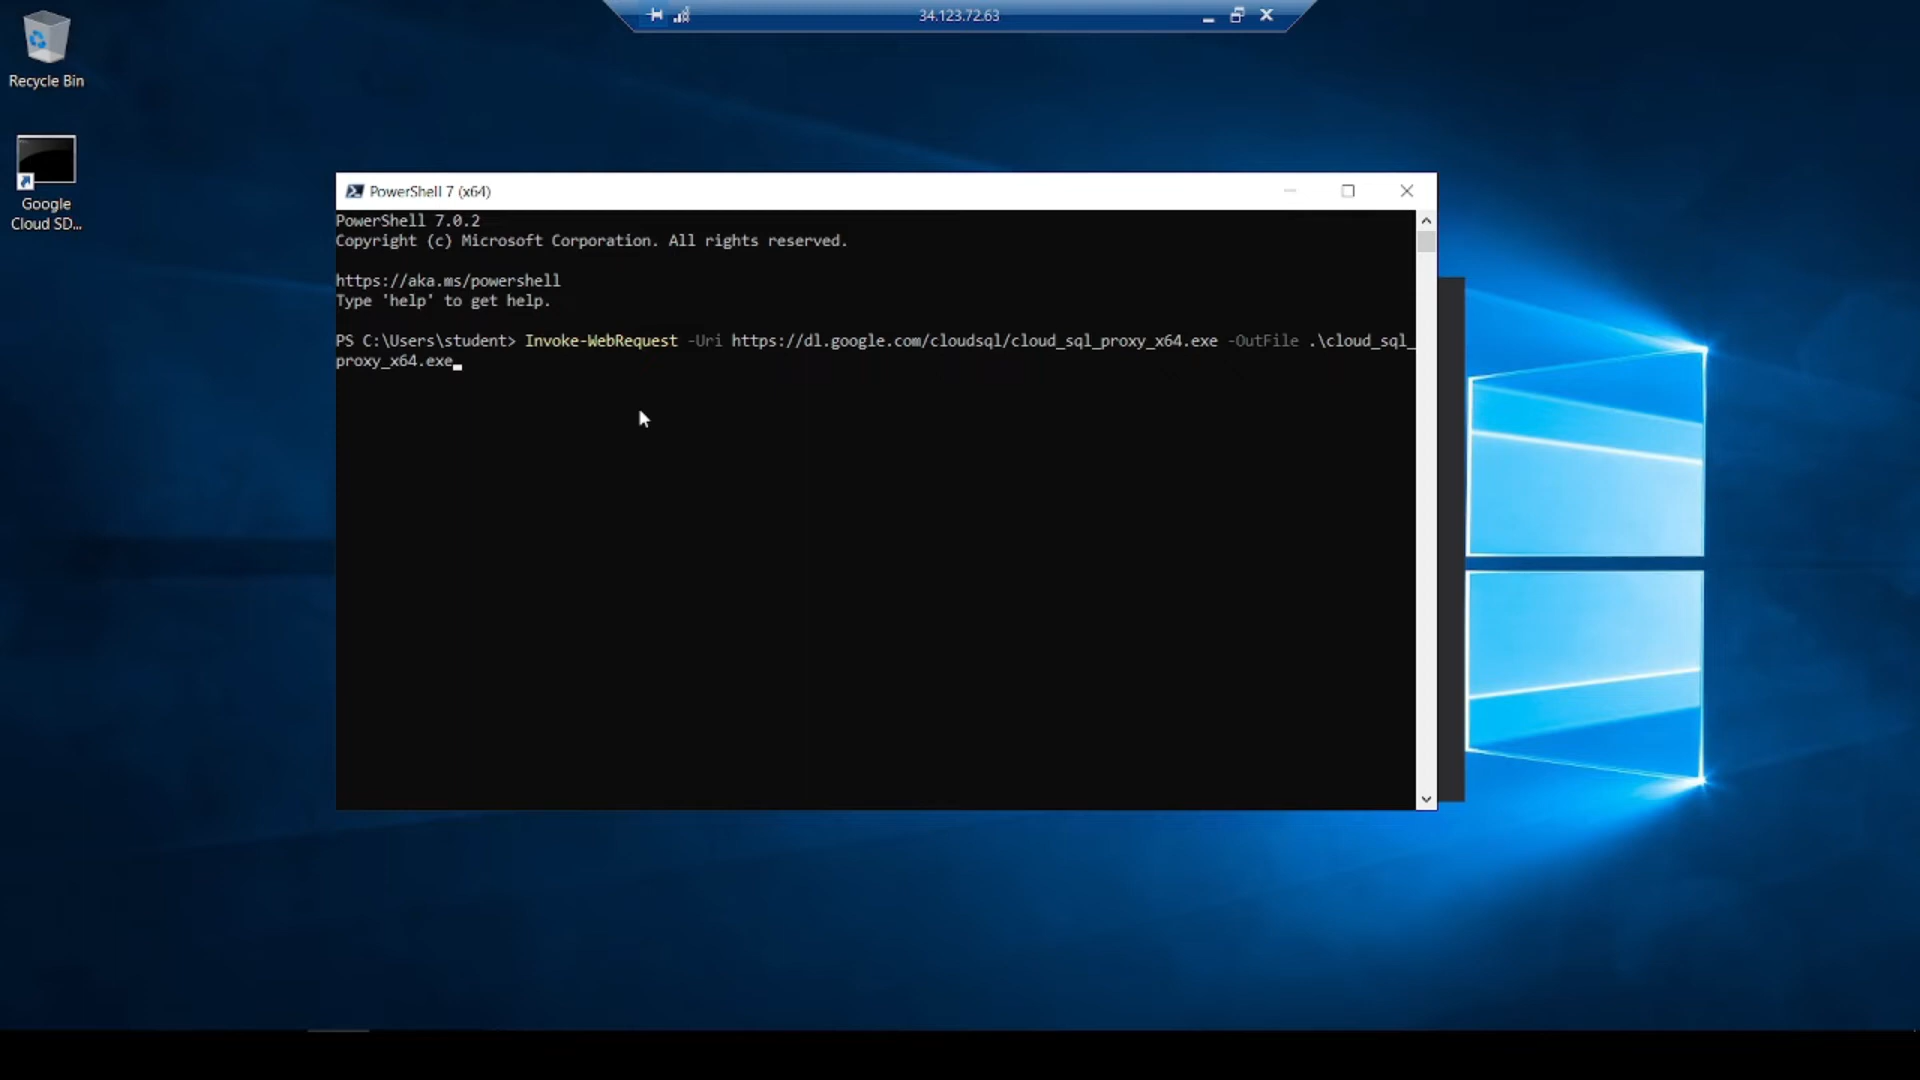 34.123.72.63
Recycle Bin
Google
Cloud SD...
PowerShell 7 (x64)
PowerShell 7.0.2
Copyright (c) Microsoft Corporation. All rights reserved.
https://aka.ms/powershell
Type 'help' to get help.
PS C:\Users\student> Invoke-WebRequest -Uri https://dl.google.com/cloudsql/cloud_sql_proxy_x64.exe -OutFile .\cloud_sql_
proxy_x64.exe